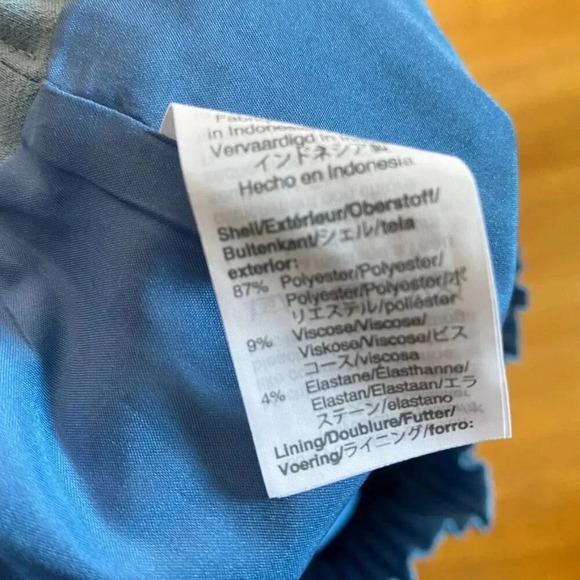 in Indones
Vervaardigd in
インドネシア製
Hecho en Indonesia
Shell/Extérieur/Oberstoff/
Buitenkant/シェル/tela
exterior:
87% Polyester/Polyester/
Polyester/Polyester/ポ
リエステル/poliéster
9% Viscose/Viscose/
Viskose/Viscose/ビス
コース/viscosa
4% Elastane/Élasthanne/
Elastan/Elastaan/エラ
ステーン/elastano
Lining/Doublure/Futter/
Voering/ライニング/forro: